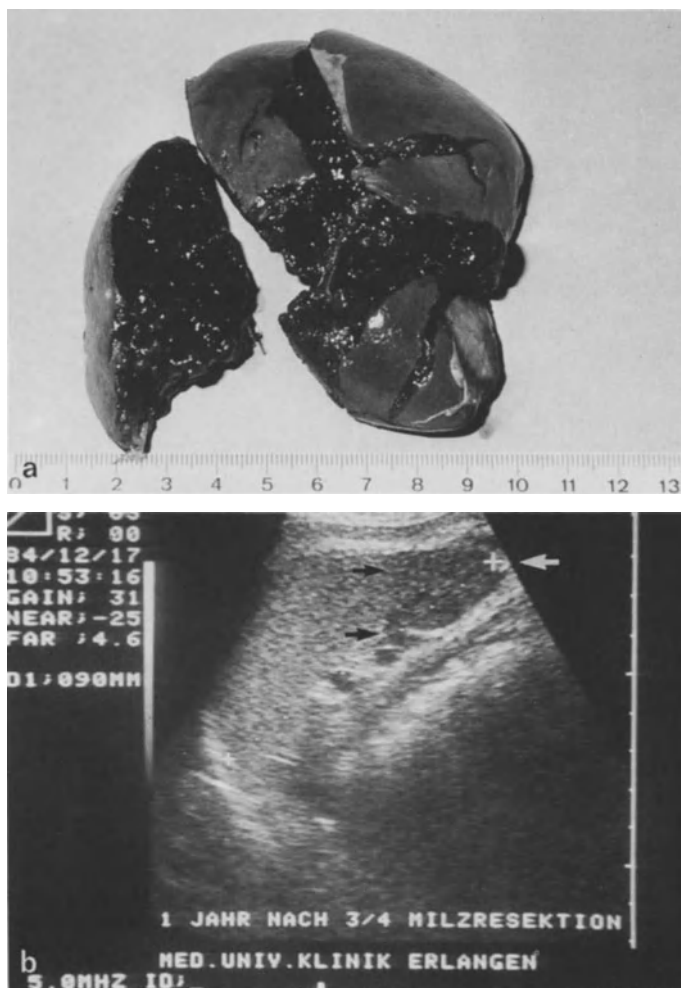 a
0 1 2 3 4 5 6 7 8 9 10 11 12 13
R; 00
84/12/17
10:53:16
GAIN; 31
NEAR;-25
FAR ;4.6
D1;090MM
1 JAHR NACH 3/4 MILZRESEKTION
b
MED.UNIV.KLINIK ERLANGEN
5.0MHZ ID;